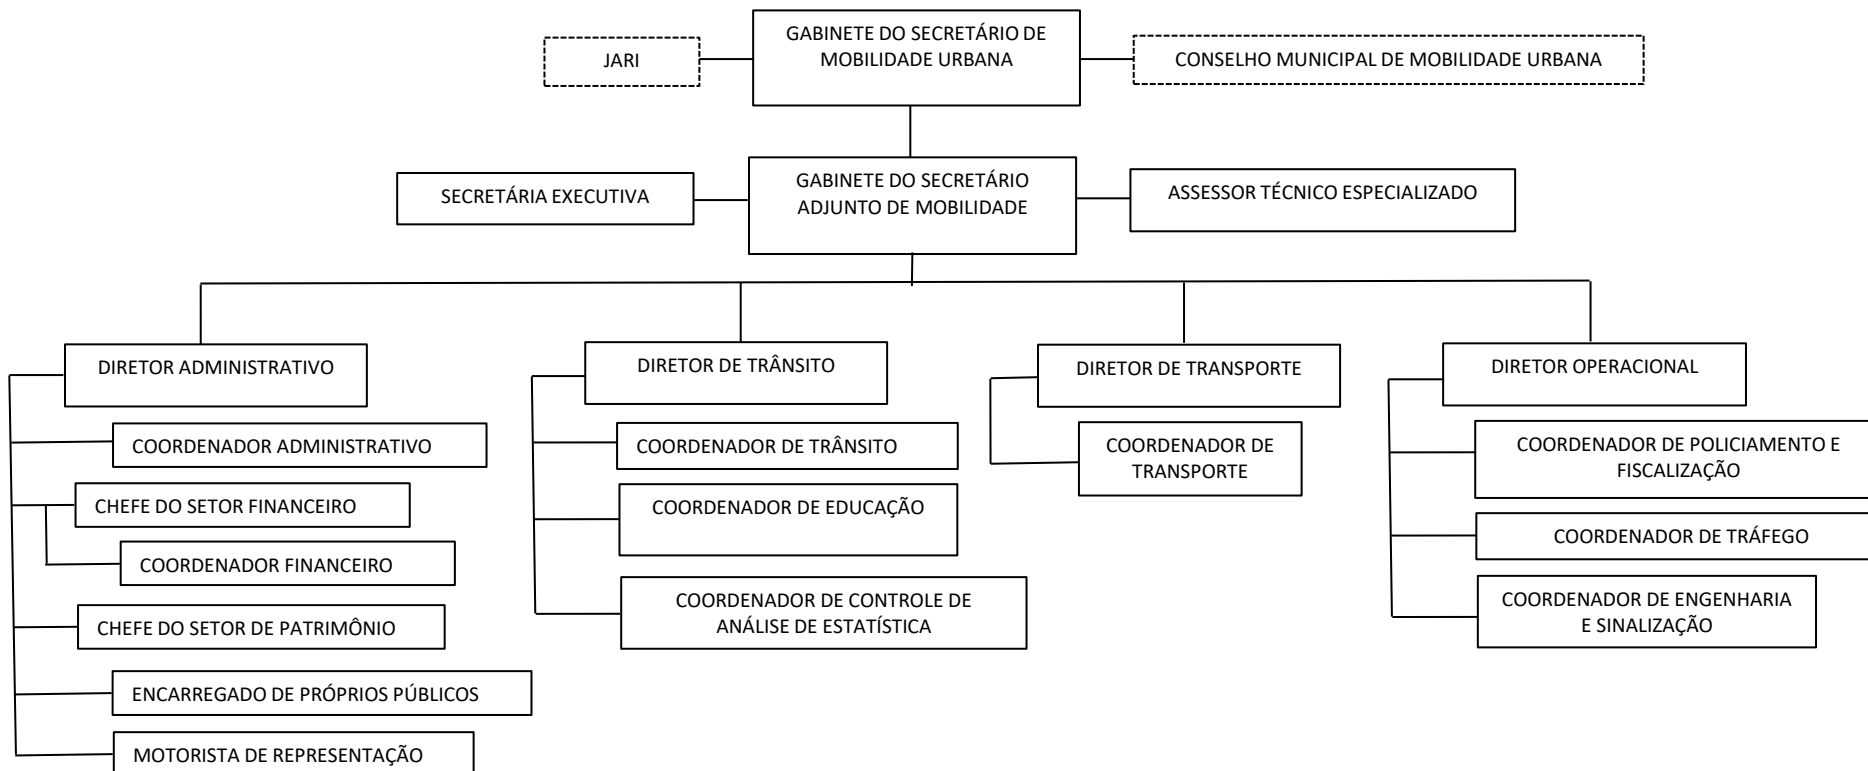 JARI
GABINETE DO SECRETÁRIO DE
MOBILIDADE URBANA
CONSELHO MUNICIPAL DE MOBILIDADE URBANA
SECRETÁRIA EXECUTIVA
GABINETE DO SECRETÁRIO
ADJUNTO DE MOBILIDADE
ASSESSOR TÉCNICO ESPECIALIZADO
DIRETOR ADMINISTRATIVO
COORDENADOR ADMINISTRATIVO
CHEFE DO SETOR FINANCEIRO
COORDENADOR FINANCEIRO
CHEFE DO SETOR DE PATRIMÔNIO
ENCARREGADO DE PRÓPRIOS PÚBLICOS
MOTORISTA DE REPRESENTAÇÃO
DIRETOR DE TRÂNSITO
COORDENADOR DE TRÂNSITO
COORDENADOR DE EDUCAÇÃO
COORDENADOR DE CONTROLE DE
ANÁLISE DE ESTATÍSTICA
DIRETOR DE TRANSPORTE
COORDENADOR DE
TRANSPORTE
DIRETOR OPERACIONAL
COORDENADOR DE POLICIAMENTO E
FISCALIZAÇÃO
COORDENADOR DE TRÁFEGO
COORDENADOR DE ENGENHARIA
E SINALIZAÇÃO